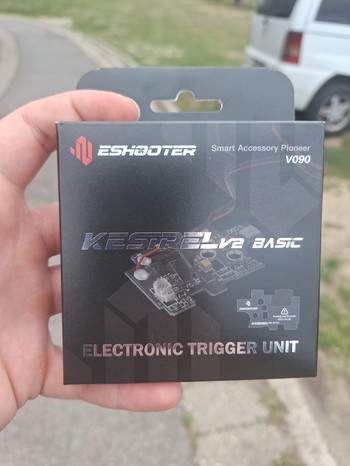 ESHOOTER
Smart Accessory Pioneer
V090
KESTREL V2 BASIC
ELECTRONIC TRIGGER UNIT